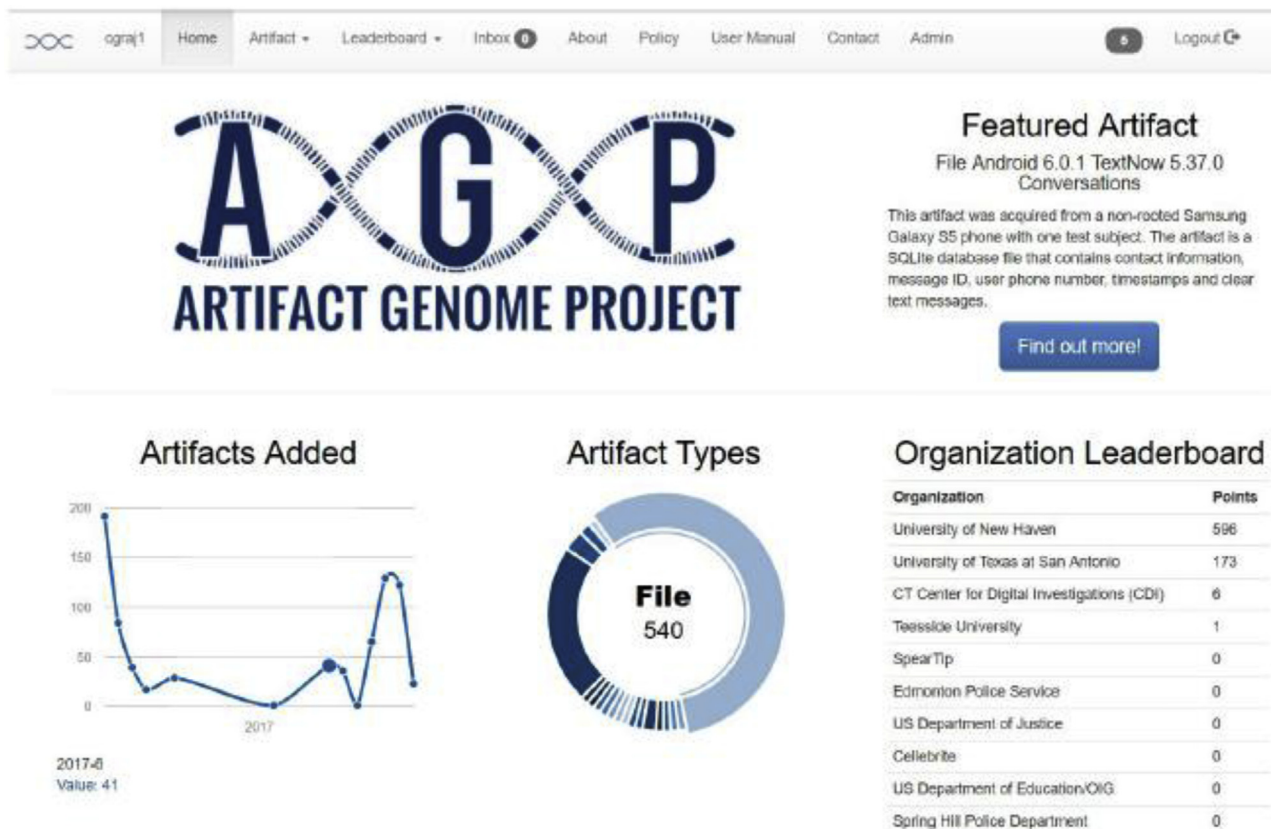 ograj1 Home Artifact Leaderboard Inbox 0 About Policy User Manual Contact Admin 6 Logout
AGP
ARTIFACT GENOME PROJECT
Featured Artifact
File Android 6.0.1 TextNow 5.37.0
Conversations
This artifact was acquired from a non-rooted Samsung
Galaxy S5 phone with one test subject. The artifact is a
SQLite database file that contains contact information,
message ID, user phone number, timestamps and clear
text messages.
Find out more!
Artifacts Added
200
150
100
50
0
2017
2017-6
Value: 41
Artifact Types
File
540
Organization Leaderboard
Organization Points
University of New Haven 596
University of Texas at San Antonio 173
CT Center for Digital Investigations (CDI) 6
Teesside University 1
SpearTip 0
Edmonton Police Service 0
US Department of Justice 0
Cellebrite 0
US Department of Education/OIG 0
Spring Hill Police Department 0